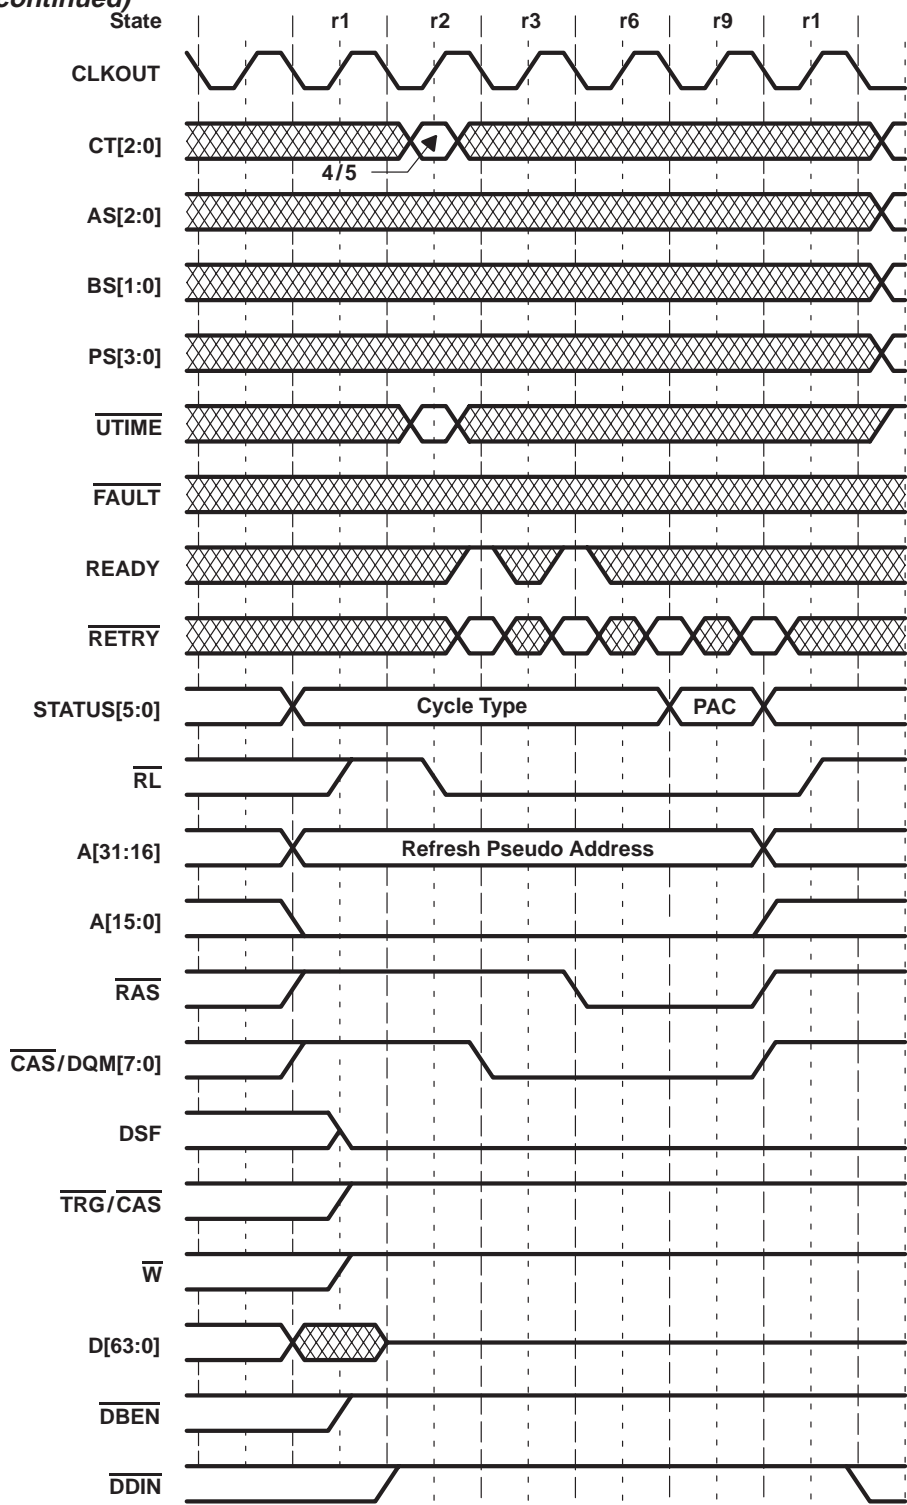 continued)
State r1 r2 r3 r6 r9 r1
CLKOUT
CT[2:0]
4/5
AS[2:0]
BS[1:0]
PS[3:0]
UTIME
FAULT
READY
RETRY
STATUS[5:0] Cycle Type PAC
RL
A[31:16] Refresh Pseudo Address
A[15:0]
RAS
CAS/DQM[7:0]
DSF
TRG/CAS
W
D[63:0]
DBEN
DDIN